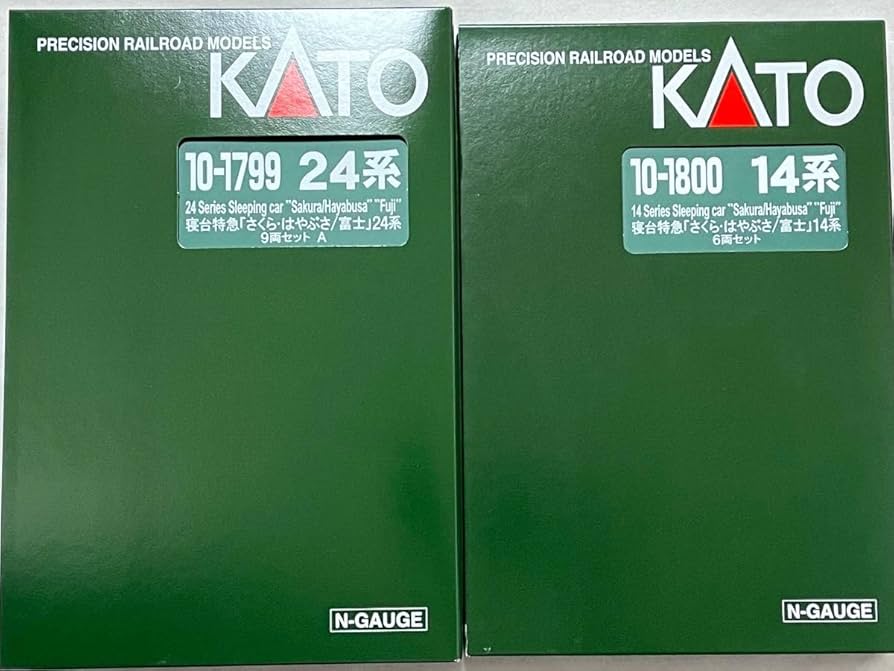 PRECISION RAILROAD MODELS
KATO
10-1799 24系
24 Series Sleeping car "Sakura/Hayabusa" "Fuji"
寝台特急「さくら・はやぶさ/富士」24系
9両セット A
N-GAUGE
PRECISION RAILROAD MODELS
KATO
10-1800 14系
14 Series Sleeping car "Sakura/Hayabusa" "Fuji"
寝台特急「さくら・はやぶさ/富士」14系
6両セット
N-GAUGE